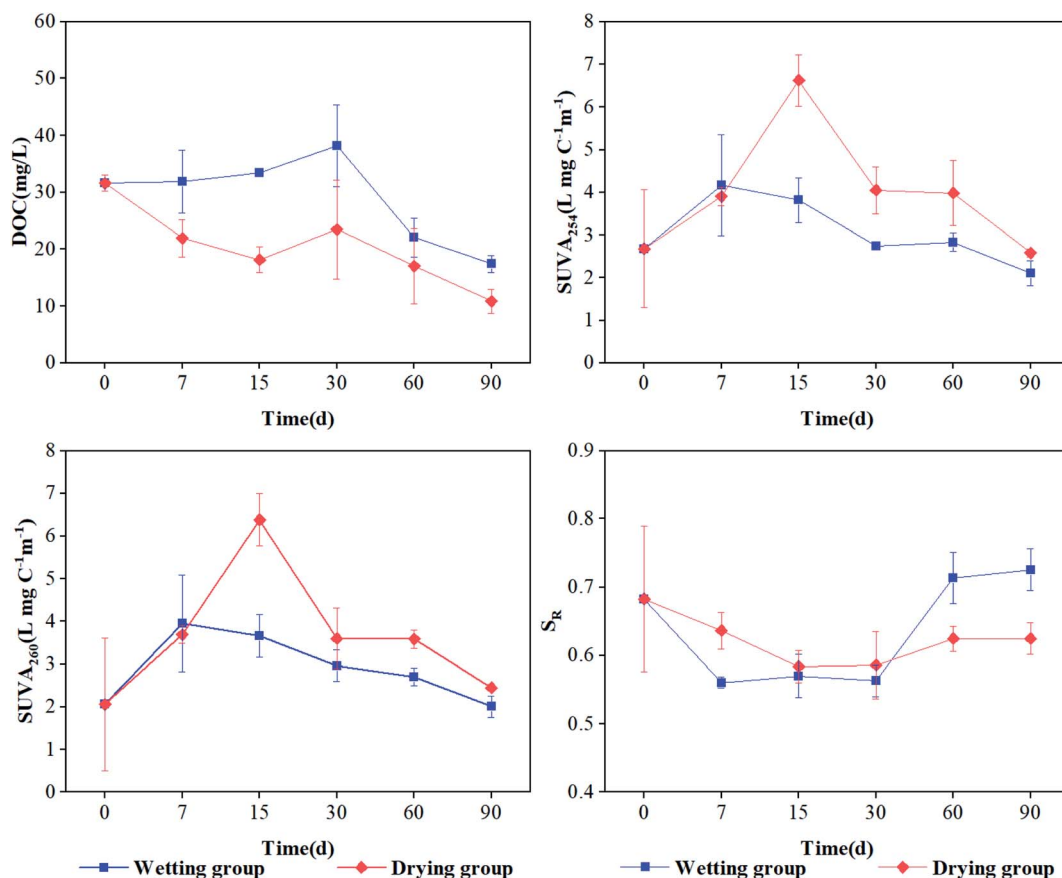 60
50
40
30
20
10
0
DOC(mg/L)
0 7 15 30 60 90
Time(d)
8
7
6
5
4
3
2
1
0
SUVA₂₅₄(L mg C⁻¹m⁻¹)
0 7 15 30 60 90
Time(d)
8
7
6
5
4
3
2
1
0
SUVA₂₆₀(L mg C⁻¹m⁻¹)
0 7 15 30 60 90
Time(d)
0.9
0.8
0.7
0.6
0.5
0.4
S_R
0 7 15 30 60 90
Time(d)
Wetting group Drying group
Wetting group Drying group